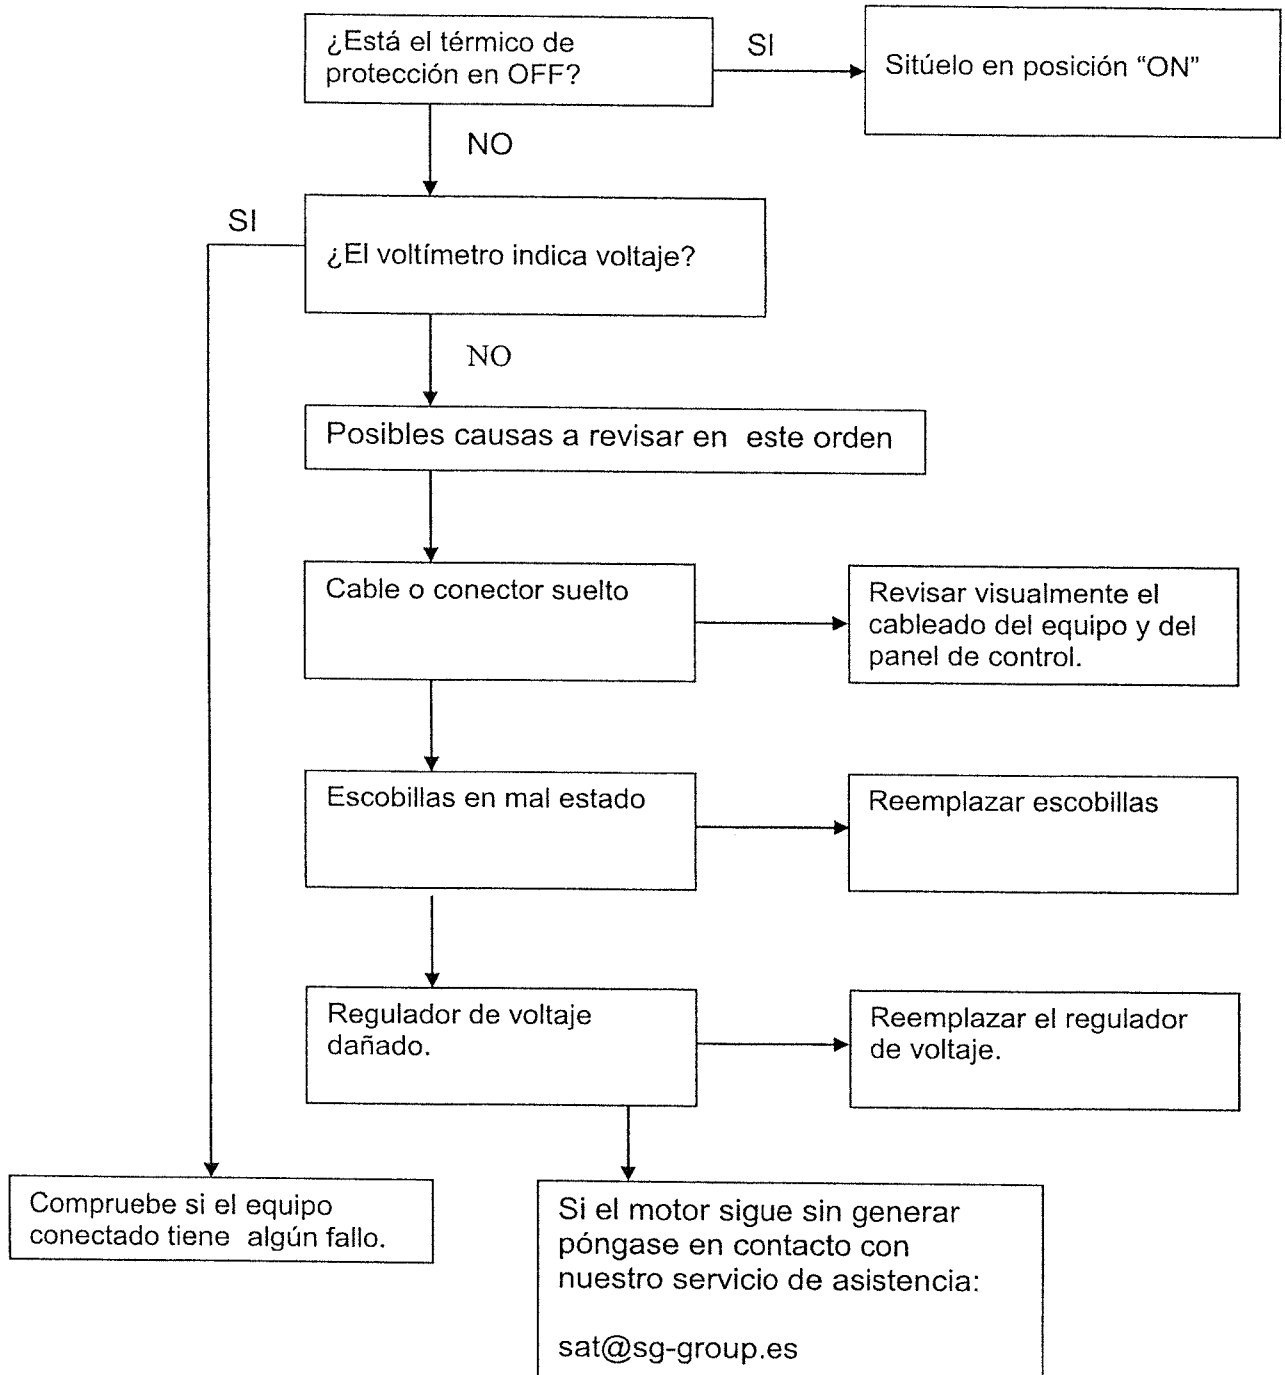 ¿Está el térmico de
protección en OFF?
SI
Sitúelo en posición “ON”
NO
SI
¿El voltímetro indica voltaje?
NO
Posibles causas a revisar en este orden
Cable o conector suelto
Revisar visualmente el
cableado del equipo y del
panel de control.
Escobillas en mal estado
Reemplazar escobillas
Regulador de voltaje
dañado.
Reemplazar el regulador
de voltaje.
Compruebe si el equipo
conectado tiene algún fallo.
Si el motor sigue sin generar
póngase en contacto con
nuestro servicio de asistencia:
sat@sg-group.es